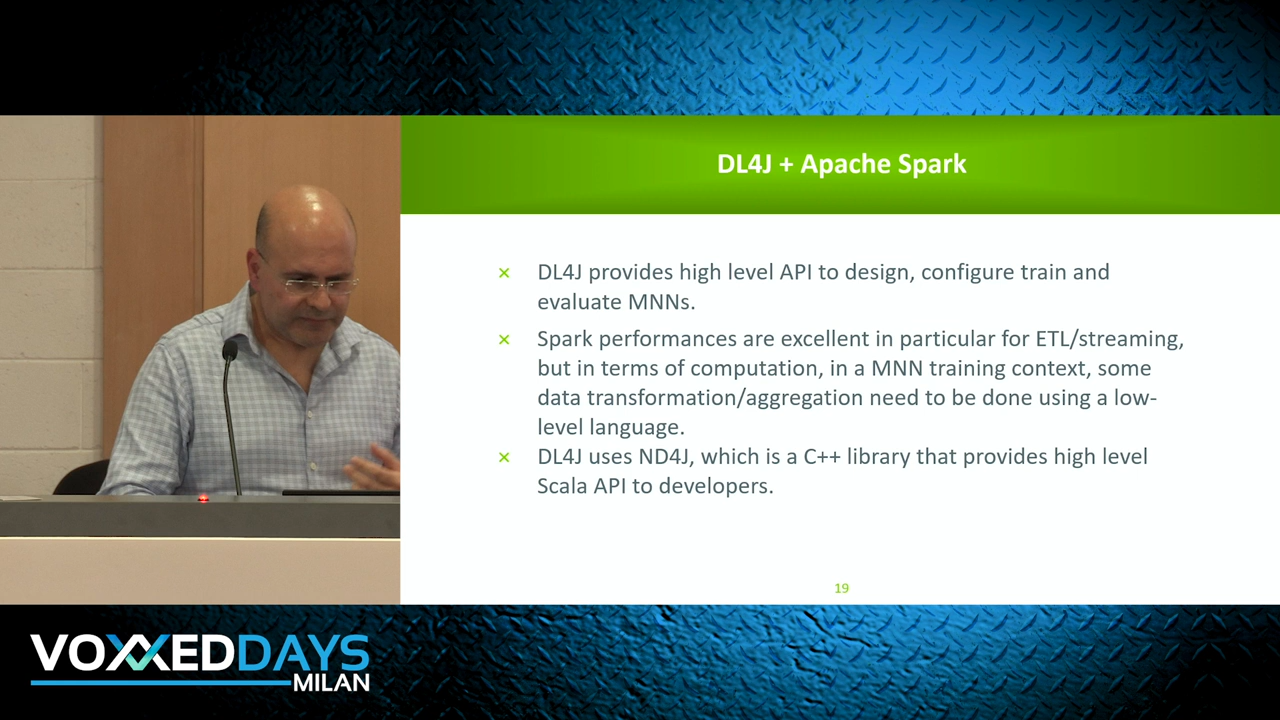 DL4J + Apache Spark
× DL4J provides high level API to design, configure train and
evaluate MNNs.
× Spark performances are excellent in particular for ETL/streaming,
but in terms of computation, in a MNN training context, some
data transformation/aggregation need to be done using a low-
level language.
× DL4J uses ND4J, which is a C++ library that provides high level
Scala API to developers.
19
VOXXEDDAYS
MILAN